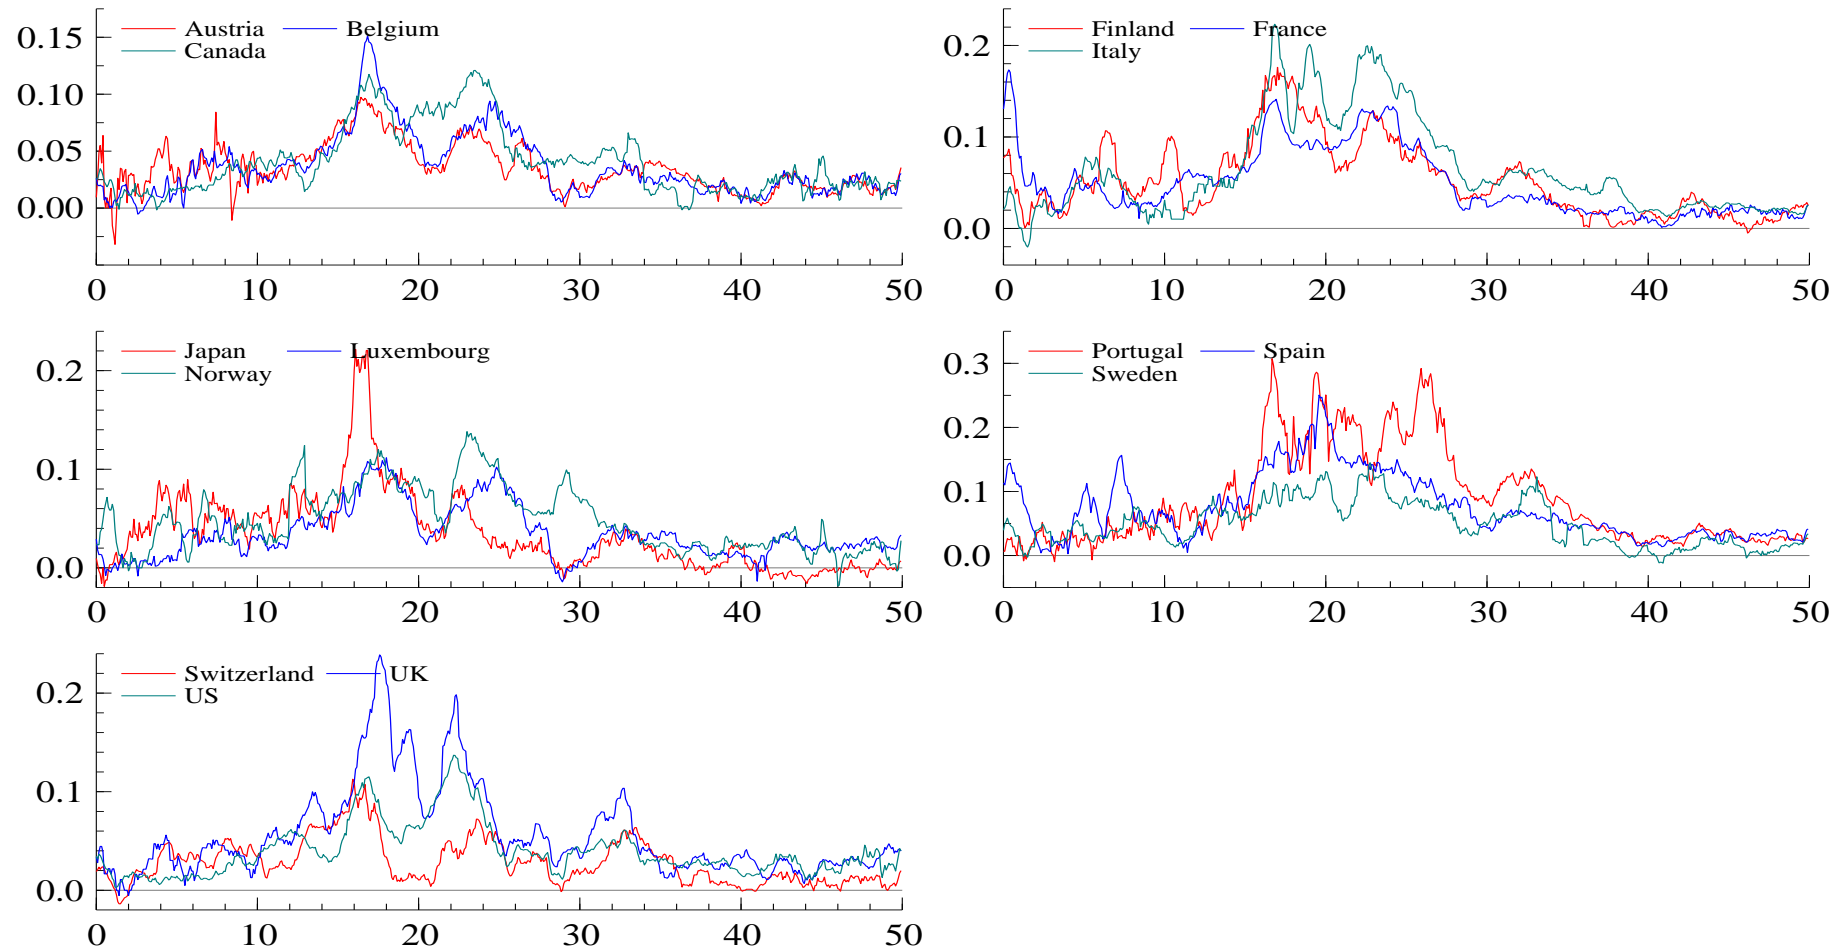 Austria Belgium
Canada
0.15
0.10
0.05
0.00
0 10 20 30 40 50
Finland France
Italy
0.2
0.1
0.0
0 10 20 30 40 50
Japan Luxembourg
Norway
0.2
0.1
0.0
0 10 20 30 40 50
Portugal Spain
Sweden
0.3
0.2
0.1
0.0
0 10 20 30 40 50
Switzerland UK
US
0.2
0.1
0.0
0 10 20 30 40 50